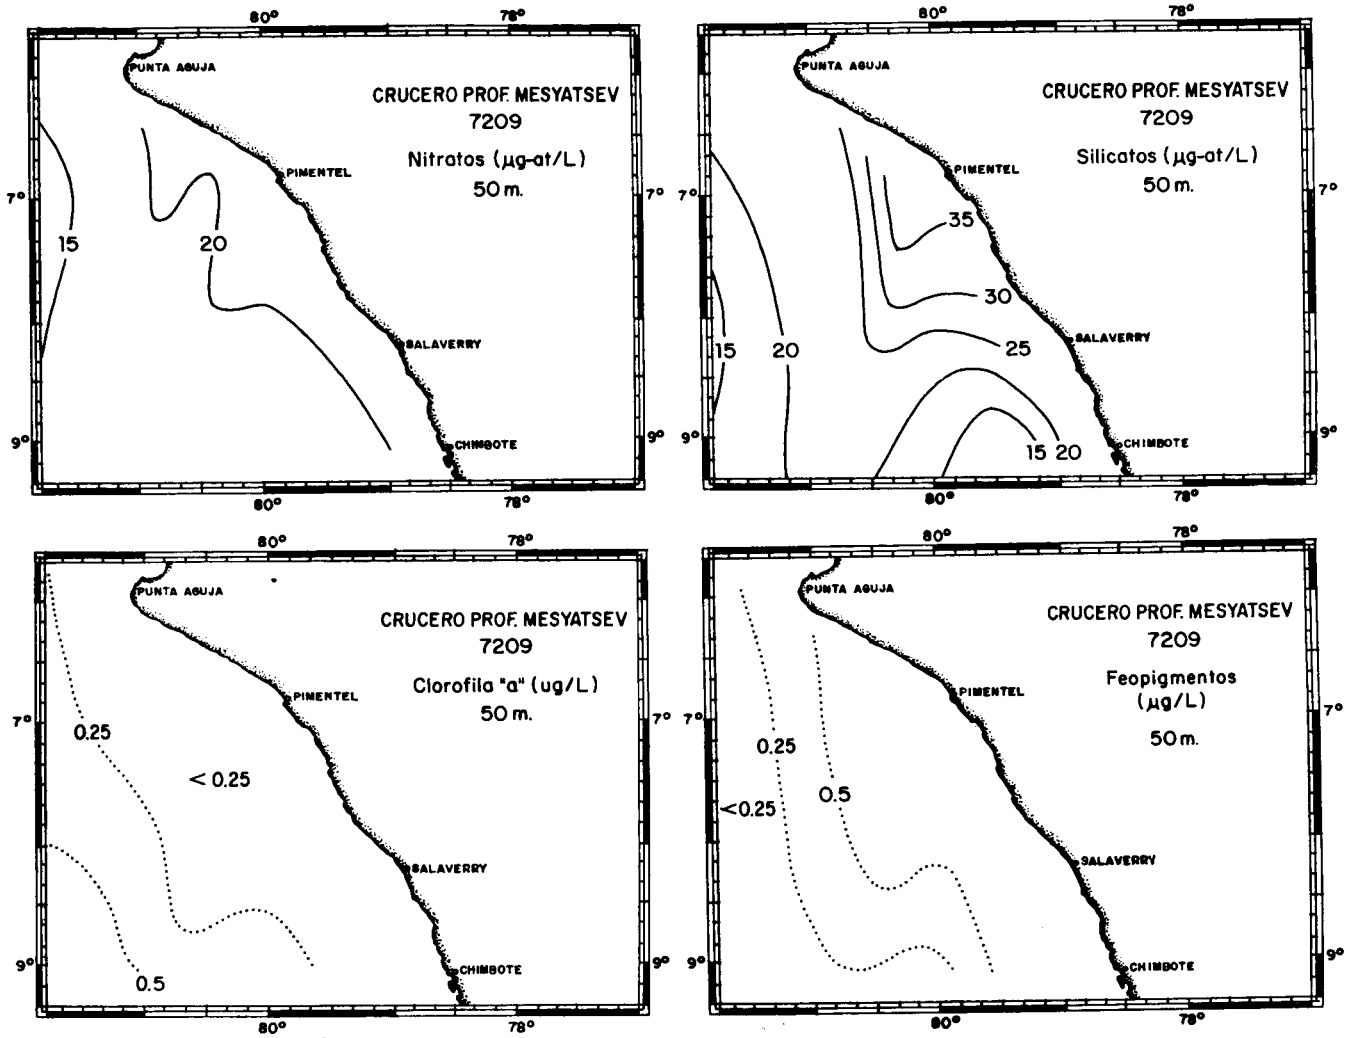 80°
78°
PUNTA AGUJA
CRUCERO PROF. MESYATSEV
7209
Nitratos (µg-at/L)
50 m.
PIMENTEL
7°
7°
15
20
SALAVERRY
9°
9°
CHIMBOTE
80°
78°
80°
78°
PUNTA AGUJA
CRUCERO PROF. MESYATSEV
7209
Silicatos (µg-at/L)
50 m.
PIMENTEL
7°
7°
35
30
25
15
20
SALAVERRY
15 20
9°
9°
CHIMBOTE
80°
78°
80°
78°
PUNTA AGUJA
CRUCERO PROF. MESYATSEV
7209
Clorofila "a" (ug/L)
50 m.
PIMENTEL
7°
7°
0.25
< 0.25
SALAVERRY
9°
9°
0.5
CHIMBOTE
80°
78°
80°
78°
PUNTA AGUJA
CRUCERO PROF. MESYATSEV
7209
Feopigmentos
(µg/L)
50 m.
PIMENTEL
7°
7°
0.25
<0.25
0.5
SALAVERRY
9°
9°
CHIMBOTE
80°
78°